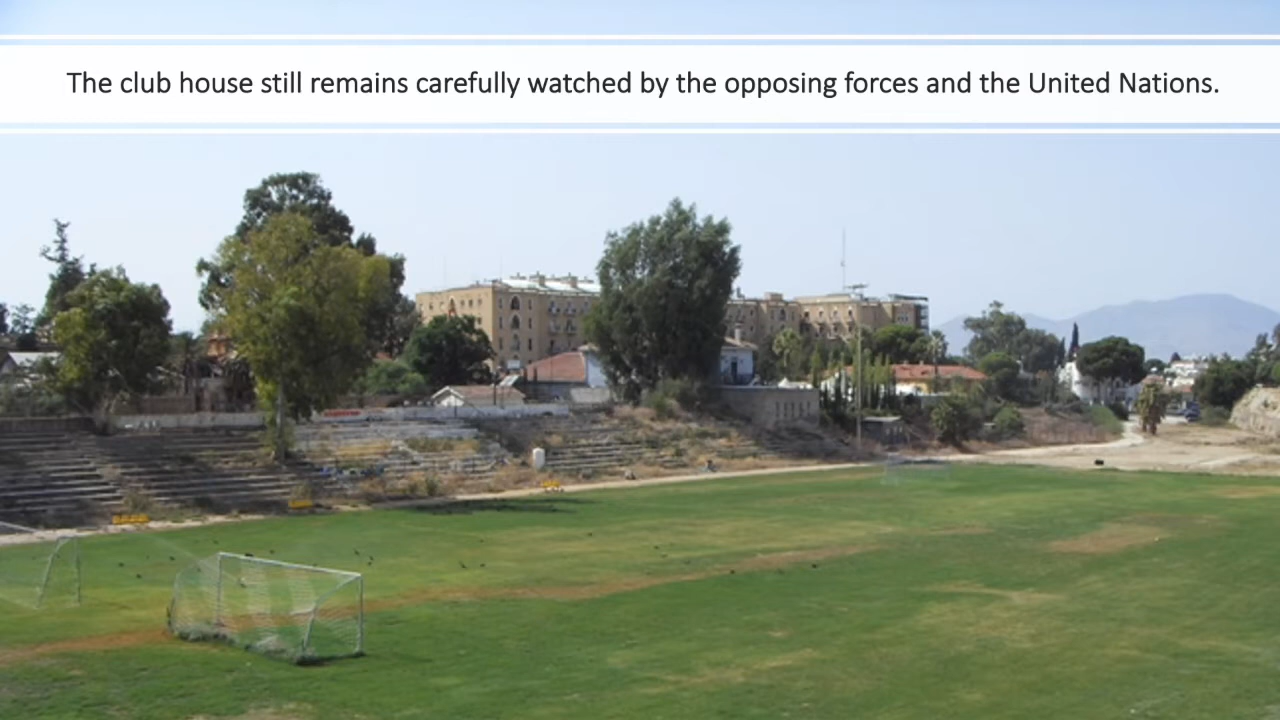 The club house still remains carefully watched by the opposing forces and the United Nations.